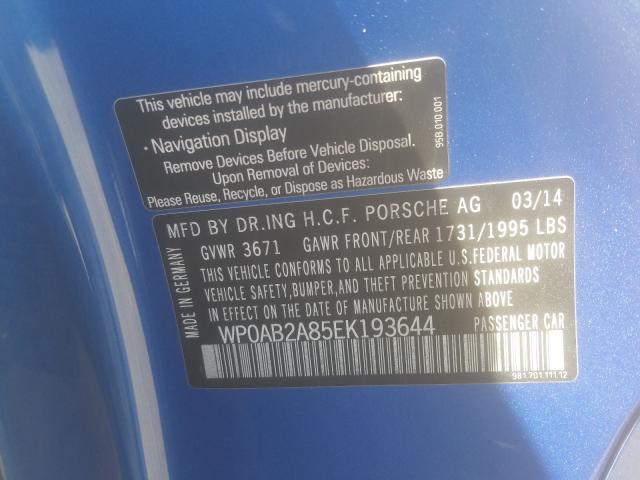 This vehicle may include mercury-containing
devices installed by the manufacturer:
• Navigation Display
Remove Devices Before Vehicle Disposal.
Upon Removal of Devices:
Please Reuse, Recycle, or Dispose as Hazardous Waste
95B.010.001
MFD BY DR.ING H.C.F. PORSCHE AG 03/14
GVWR 3671 GAWR FRONT/REAR 1731/1995 LBS
THIS VEHICLE CONFORMS TO ALL APPLICABLE U.S.FEDERAL MOTOR
VEHICLE SAFETY, BUMPER, AND THEFT PREVENTION STANDARDS
IN EFFECT ON THE DATE OF MANUFACTURE SHOWN ABOVE
WP0AB2A85EK193644 PASSENGER CAR
MADE IN GERMANY
981.701.111.12